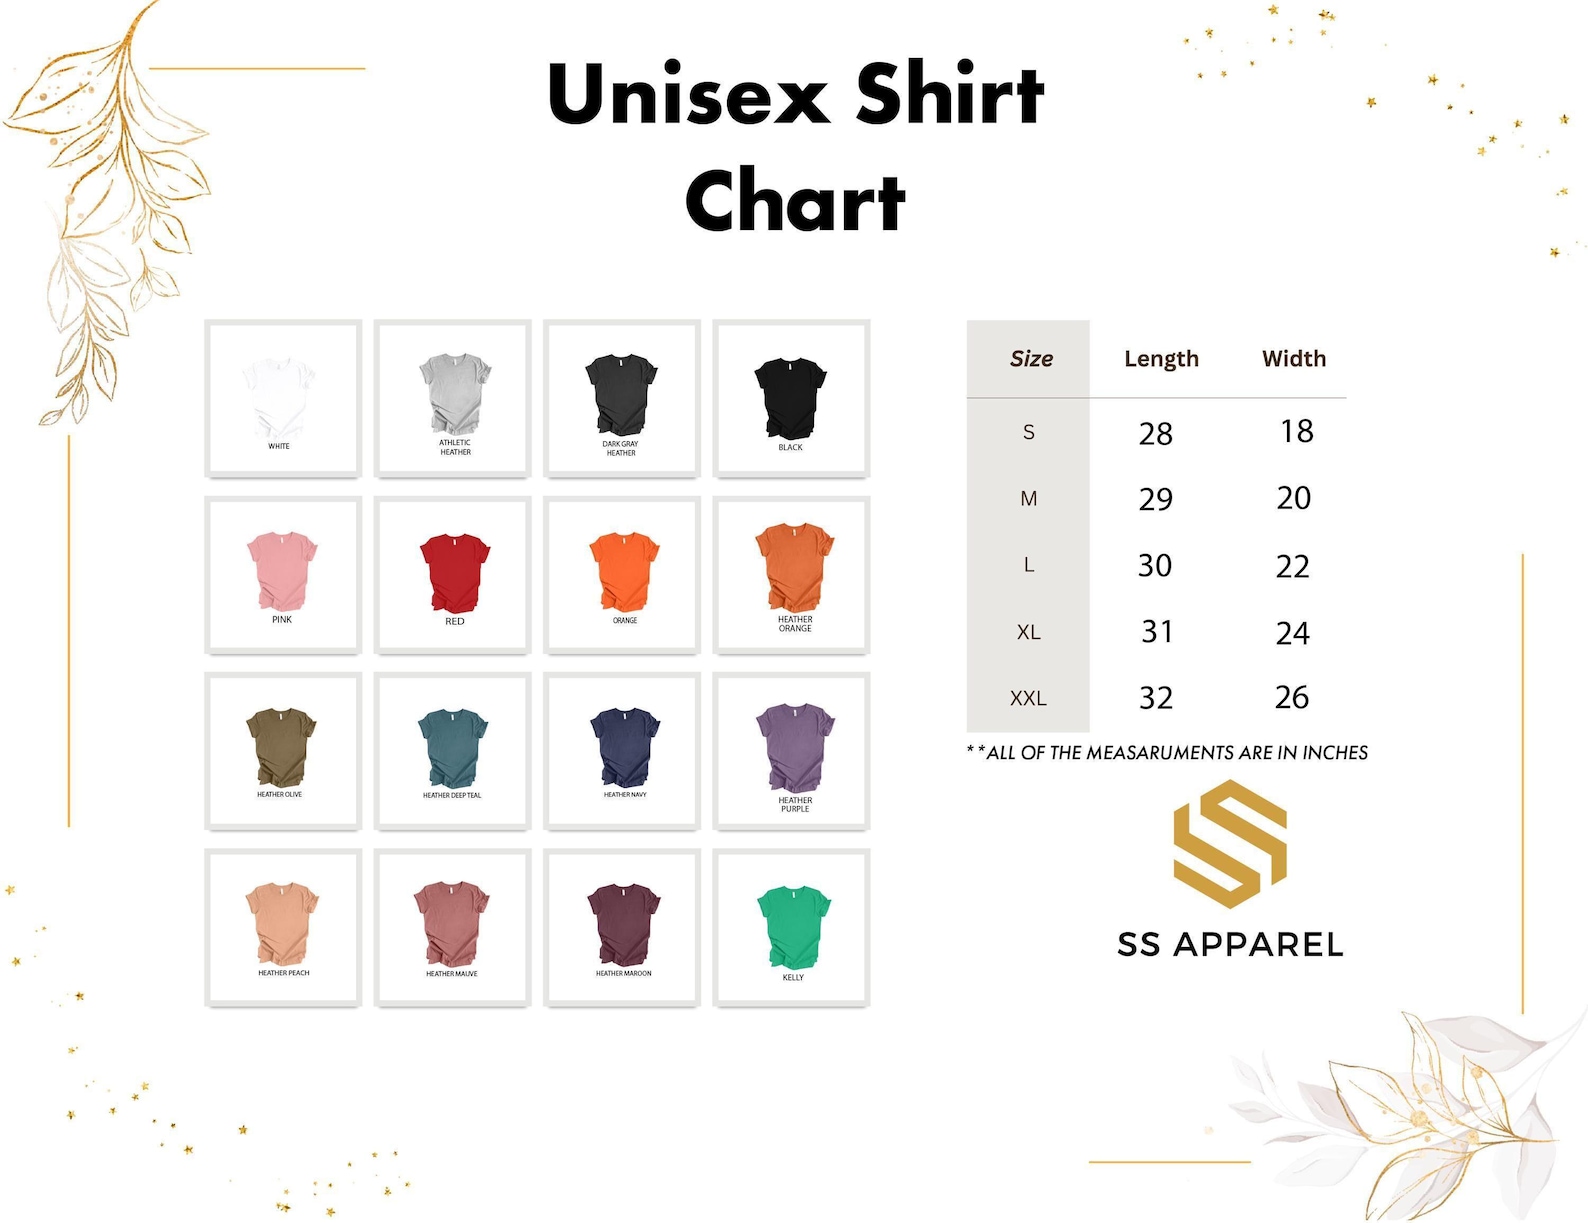 Unisex Shirt
Chart
WHITE
ATHLETIC
HEATHER
DARK GRAY
HEATHER
BLACK
PINK
RED
ORANGE
HEATHER
ORANGE
HEATHER OLIVE
HEATHER DEEP TEAL
HEATHER NAVY
HEATHER
PURPLE
HEATHER PEACH
HEATHER MAUVE
HEATHER MAROON
KELLY
Size Length Width
S 28 18
M 29 20
L 30 22
XL 31 24
XXL 32 26
**ALL OF THE MEASARUMENTS ARE IN INCHES
SS APPAREL